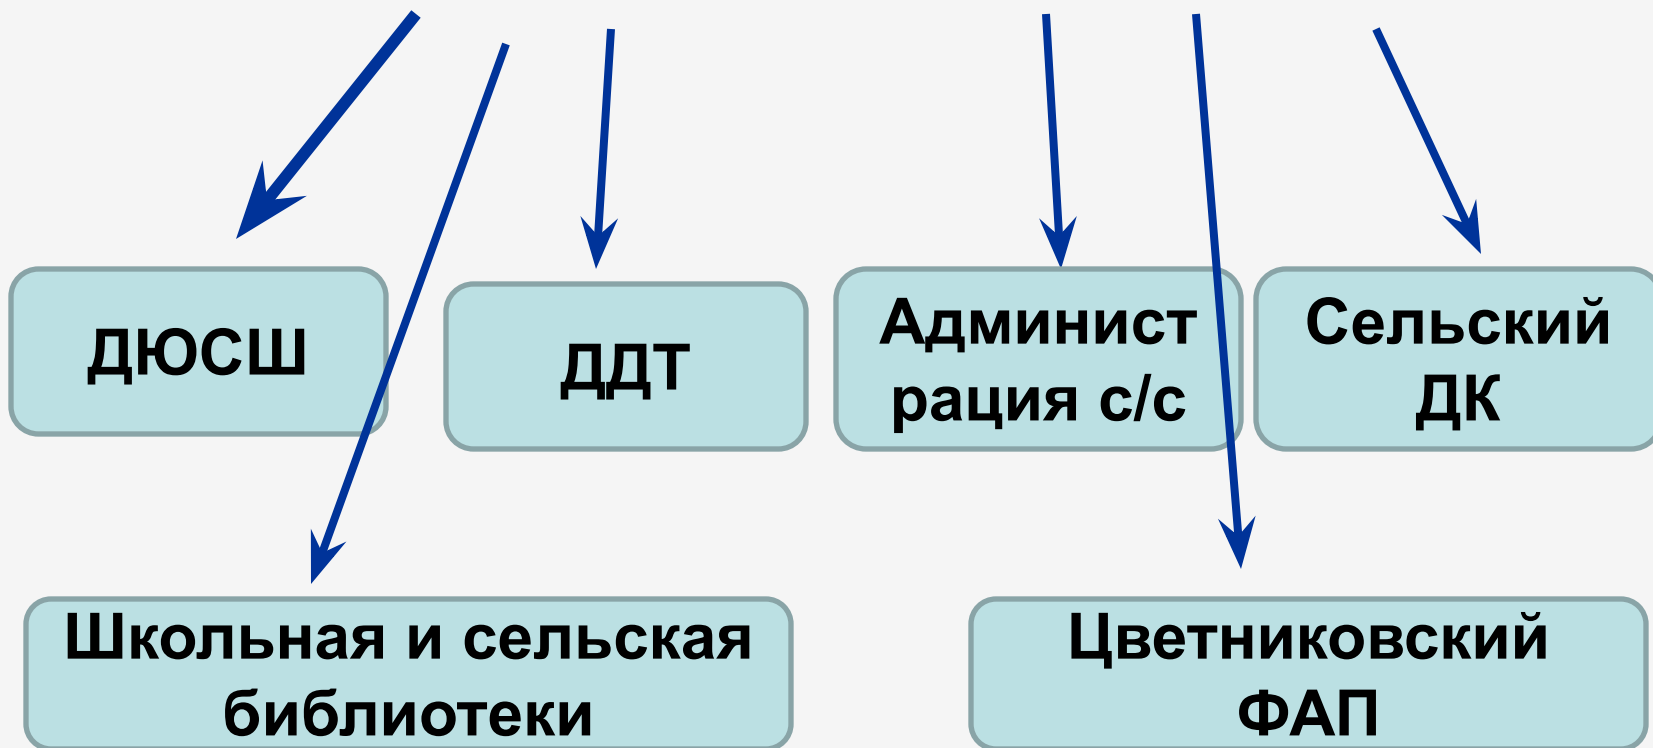 ДЮСШ
ДДТ
Админист
рация с/с
Сельский
ДК
Школьная и сельская
библиотеки
Цветниковский
ФАП